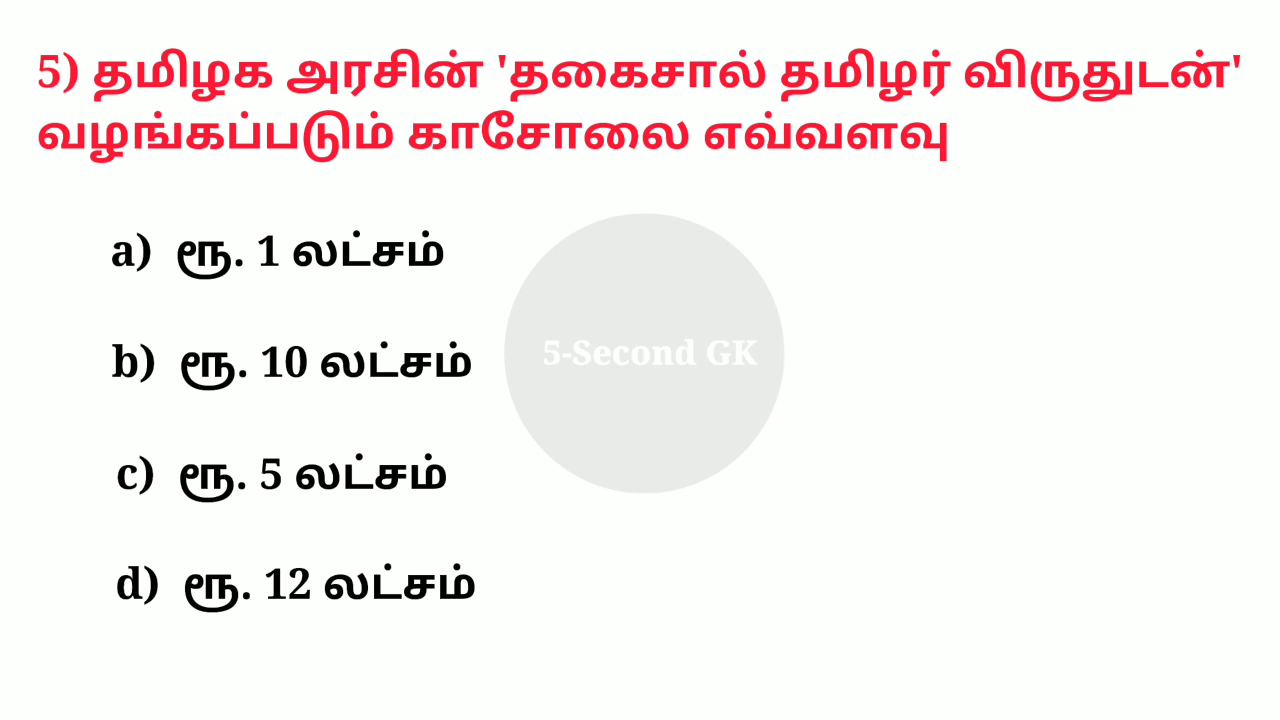 5) தமிழக அரசின் 'தகைசால் தமிழர் விருதுடன்'
வழங்கப்படும் காசோலை எவ்வளவு
a) ரூ. 1 லட்சம்
b) ரூ. 10 லட்சம்
5-Second GK
c) ரூ. 5 லட்சம்
d) ரூ. 12 லட்சம்